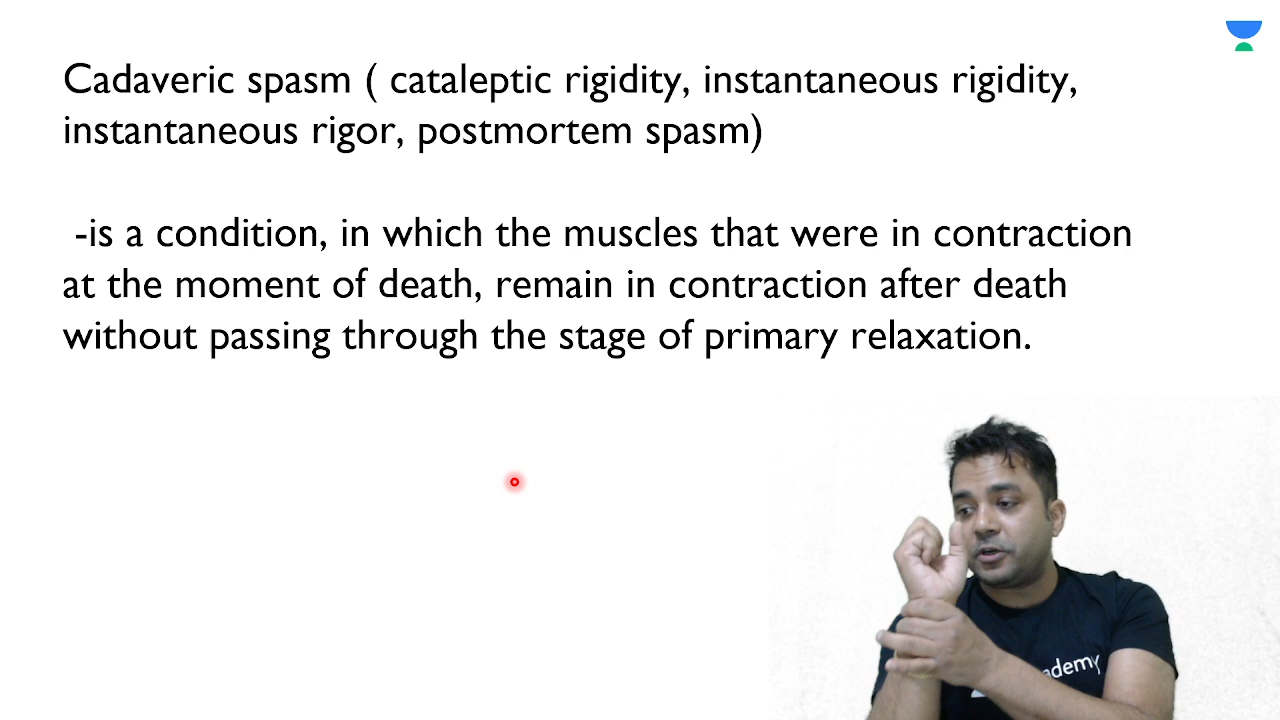 Cadaveric spasm ( cataleptic rigidity, instantaneous rigidity,
instantaneous rigor, postmortem spasm)
-is a condition, in which the muscles that were in contraction
at the moment of death, remain in contraction after death
without passing through the stage of primary relaxation.
ademy